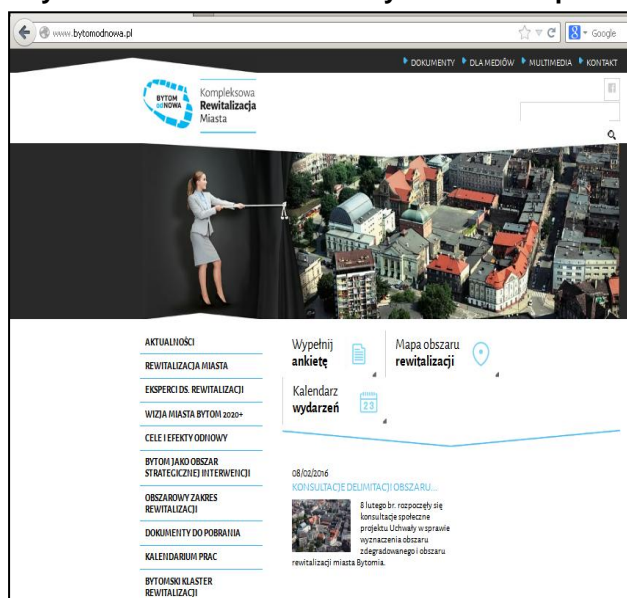 www.bytomodnowa.pl
Google
DOKUMENTY DLA MEDIÓW MULTIMEDIA KONTAKT
BYTOM
odNOWA
Kompleksowa
Rewitalizacja
Miasta
AKTUALNOŚCI
REWITALIZACJA MIASTA
EKSPERCI DS. REWITALIZACJI
WIZJA MIASTA BYTOM 2020+
CELE I EFEKTY ODNOWY
BYTOM JAKO OBSZAR
STRATEGICZNEJ INTERWENCJI
OBSZAROWY ZAKRES
REWITALIZACJI
DOKUMENTY DO POBRANIA
KALENDARIUM PRAC
BYTOMSKI KLASTER
REWITALIZACJI
Wypełnij
ankietę
Mapa obszaru
rewitalizacji
Kalendarz
wydarzeń
23
08/02/2016
KONSULTACJE DELIMITACJI OBSZARU...
8 lutego br. rozpoczęły się
konsultacje społeczne
projektu Uchwały w sprawie
wyznaczenia obszaru
zdegradowanego i obszaru
rewitalizacji miasta Bytomia.